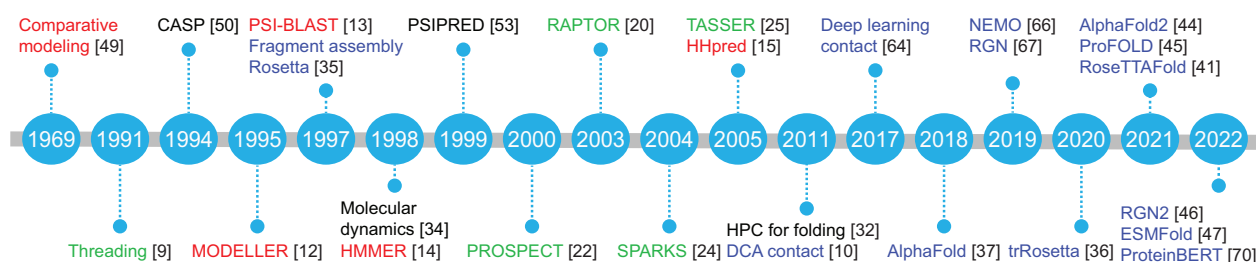 Comparative
modeling [49]
CASP [50]
PSI-BLAST [13]
Fragment assembly
Rosetta [35]
PSIPRED [53]
RAPTOR [20]
TASSER [25]
HHpred [15]
Deep learning
contact [64]
NEMO [66]
RGN [67]
AlphaFold2 [44]
ProFOLD [45]
RoseTTAFold [41]
1969 1991 1994 1995 1997 1998 1999 2000 2003 2004 2005 2011 2017 2018 2019 2020 2021 2022
Threading [9]
MODELLER [12]
Molecular
dynamics [34]
HMMER [14]
PROSPECT [22]
SPARKS [24]
HPC for folding [32]
DCA contact [10]
AlphaFold [37]
trRosetta [36]
RGN2 [46]
ESMFold [47]
ProteinBERT [70]